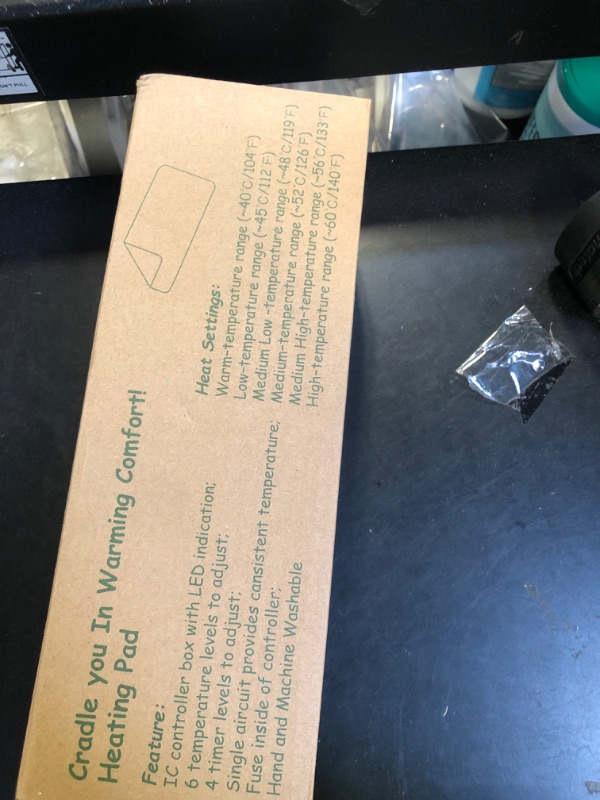 Cradle you In Warming Comfort!
Heating Pad
Feature:
IC controller box with LED indication;
6 temperature levels to adjust;
4 timer levels to adjust;
Single aircuit provides cansistent temperature;
Fuse inside of controller;
Hand and Machine Washable
Heat Settings:
Warm-temperature range (~40℃/104℉)
Low-temperature range (~45℃/112℉)
Medium Low -temperature range (~48℃/119℉)
Medium-temperature range (~52℃/126℉)
Medium High-temperature range (~56℃/133℉)
High-temperature range (~60℃/140℉)
PULL